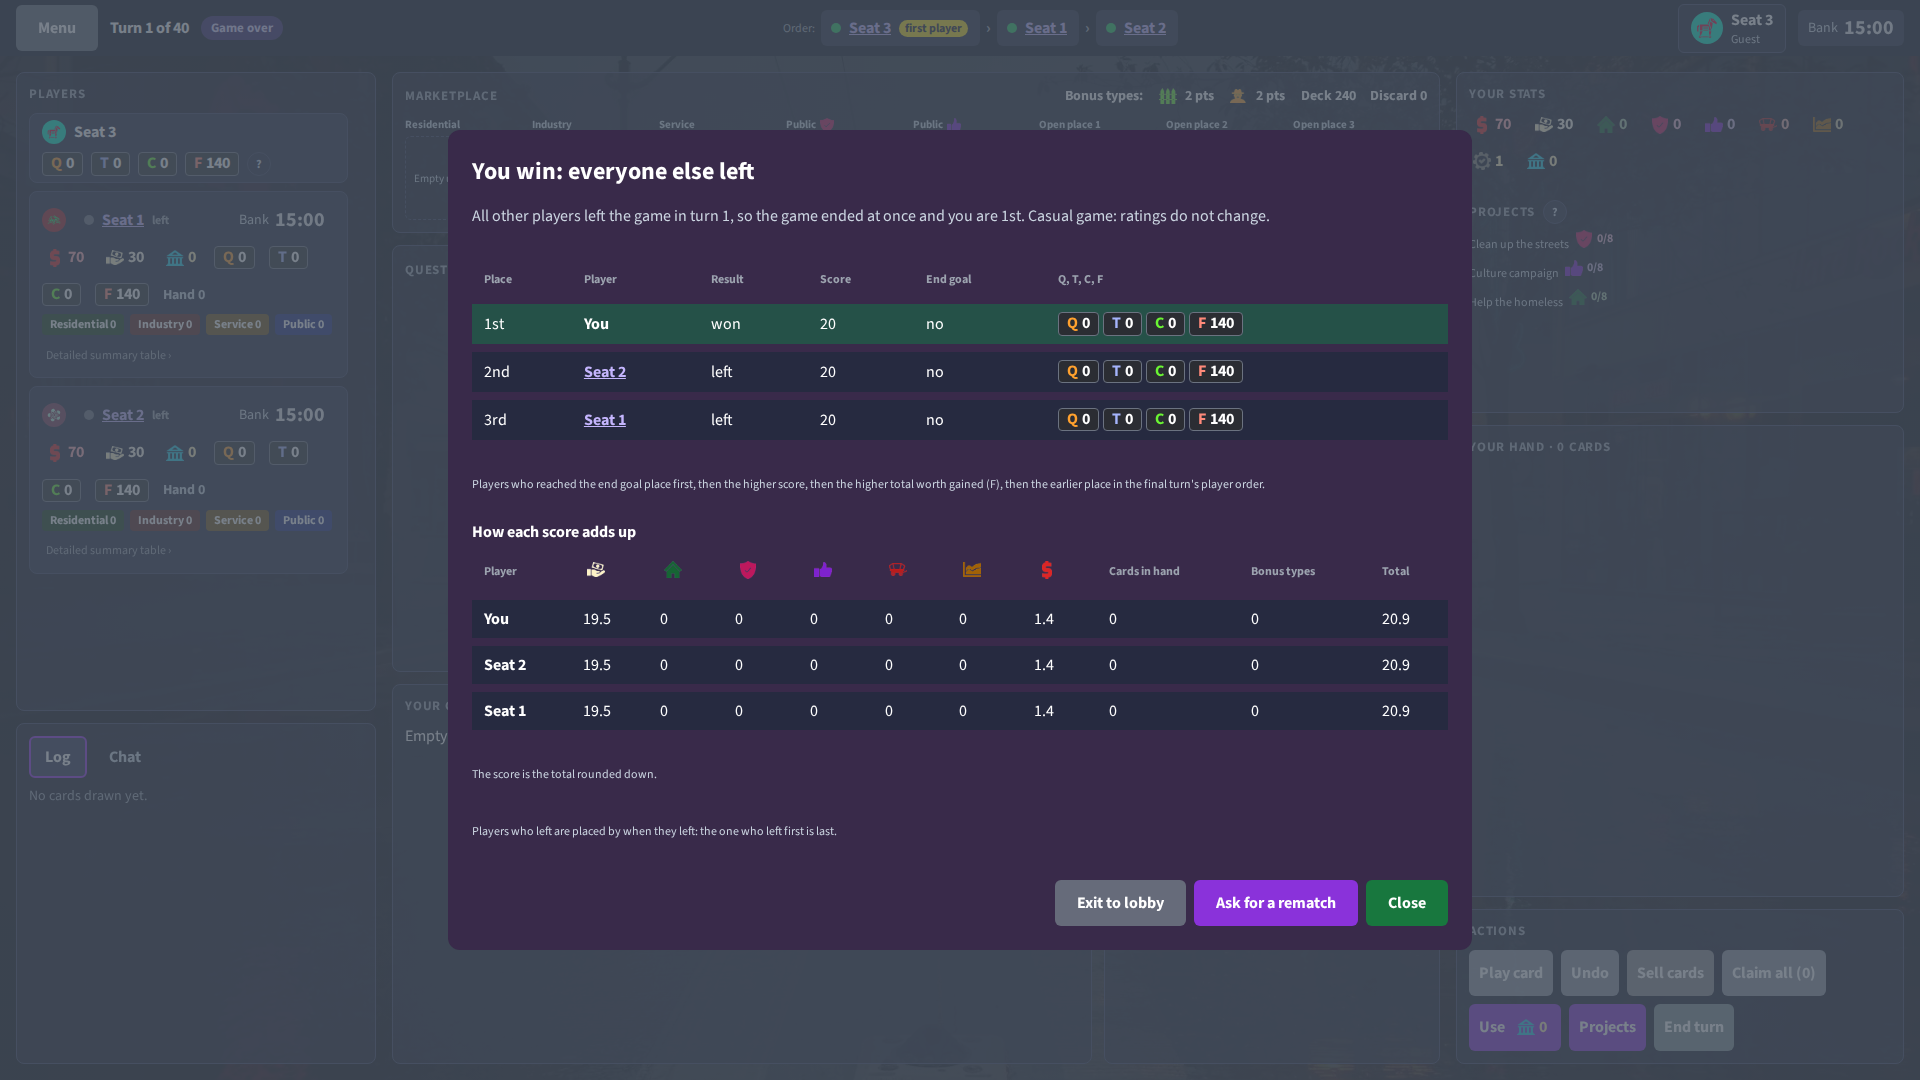 Menu
Turn 1 of 40
Game over
Order:
Seat 3 first player › Seat 1 › Seat 2
Seat 3
Guest
Bank 15:00
PLAYERS
Seat 3
Q 0 T 0 C 0 F 140 ?
Seat 1 left Bank 15:00
70 30 0 Q 0 T 0
C 0 F 140 Hand 0
Residential 0 Industry 0 Service 0 Public 0
Detailed summary table ›
Seat 2 left Bank 15:00
70 30 0 Q 0 T 0
C 0 F 140 Hand 0
Residential 0 Industry 0 Service 0 Public 0
Detailed summary table ›
Log Chat
No cards drawn yet.
MARKETPLACE
Bonus types: 2 pts 2 pts Deck 240 Discard 0
Residential Industry Service Public Public Open place 1 Open place 2 Open place 3
Empty
QUEST
YOUR
Empty
You win: everyone else left
All other players left the game in turn 1, so the game ended at once and you are 1st. Casual game: ratings do not change.
Place Player Result Score End goal Q, T, C, F
1st You won 20 no Q 0 T 0 C 0 F 140
2nd Seat 2 left 20 no Q 0 T 0 C 0 F 140
3rd Seat 1 left 20 no Q 0 T 0 C 0 F 140
Players who reached the end goal place first, then the higher score, then the higher total worth gained (F), then the earlier place in the final turn's player order.
How each score adds up
Player Cards in hand Bonus types Total
You 19.5 0 0 0 0 0 1.4 0 0 20.9
Seat 2 19.5 0 0 0 0 0 1.4 0 0 20.9
Seat 1 19.5 0 0 0 0 0 1.4 0 0 20.9
The score is the total rounded down.
Players who left are placed by when they left: the one who left first is last.
Exit to lobby Ask for a rematch Close
YOUR STATS
70 30 0 0 0 0 0
1 0
PROJECTS ?
Clean up the streets 0/8
Culture campaign 0/8
Help the homeless 0/8
YOUR HAND · 0 CARDS
ACTIONS
Play card Undo Sell cards Claim all (0)
Use 0 Projects End turn